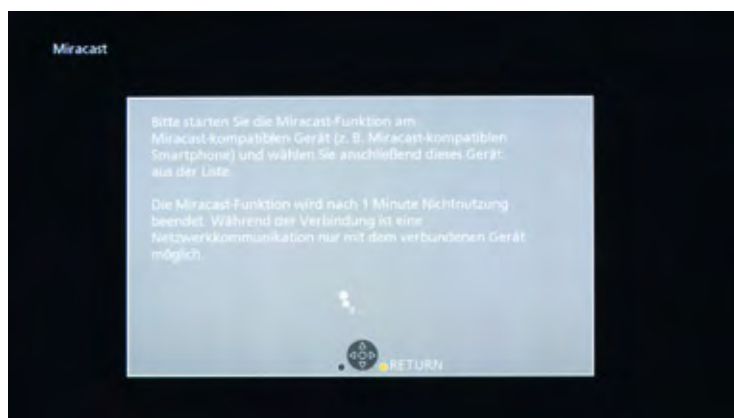 Miracast
Bitte starten Sie die Miracast-Funktion am
Miracast-kompatiblen Gerät (z. B. Miracast-kompatiblen
Smartphone) und wählen Sie anschließend dieses Gerät
aus der Liste.
Die Miracast-Funktion wird nach 1 Minute Nichtnutzung
beendet. Während der Verbindung ist eine
Netzwerkkommunikation nur mit dem verbundenen Gerät
möglich.
RETURN